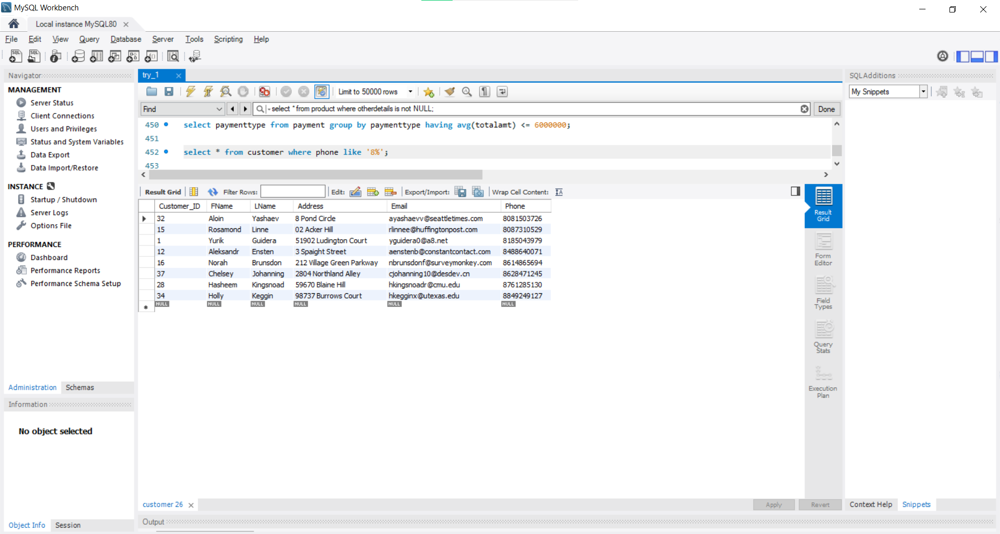 MySQL Workbench
Local instance MySQL80
File Edit View Query Database Server Tools Scripting Help
Navigator
MANAGEMENT
Server Status
Client Connections
Users and Privileges
Status and System Variables
Data Export
Data Import/Restore
INSTANCE
Startup / Shutdown
Server Logs
Options File
PERFORMANCE
Dashboard
Performance Reports
Performance Schema Setup
Administration Schemas
Information
No object selected
Object Info Session
try_1
Limit to 50000 rows
Find select * from product where otherdetails is not NULL; Done
450 select paymenttype from payment group by paymenttype having avg(totalamt) <= 6000000;
451
452 select * from customer where phone like '8%';
453
Result Grid Filter Rows: Edit: Export/Import: Wrap Cell Content:
Customer_ID FName LName Address Email Phone
32 Aloin Yashaev 8 Pond Circle ayashaevv@seattletimes.com 8081503726
15 Rosamond Linne 02 Acker Hill rlinnee@huffingtonpost.com 8087310529
1 Yurik Guidera 51902 Ludington Court yguidera0@a8.net 8185043979
12 Aleksandr Ensten 3 Spaight Street aenstenb@constantcontact.com 8488640071
16 Norah Brunsdon 212 Village Green Parkway nbrunsdonf@surveymonkey.com 8614865694
37 Chelsey Johanning 2804 Northland Alley cjohanning10@desdev.cn 8628471245
28 Hasheem Kingsnoad 59670 Blaine Hill hkingsnoadr@cmu.edu 8761285130
34 Holly Keggin 98737 Burrows Court hkegginx@utexas.edu 8849249127
NULL NULL NULL NULL NULL NULL
Result
Grid
Form
Editor
Field
Types
Query
Stats
Execution
Plan
customer 26 Apply Revert
Output
SQLAdditions
My Snippets
Context Help Snippets